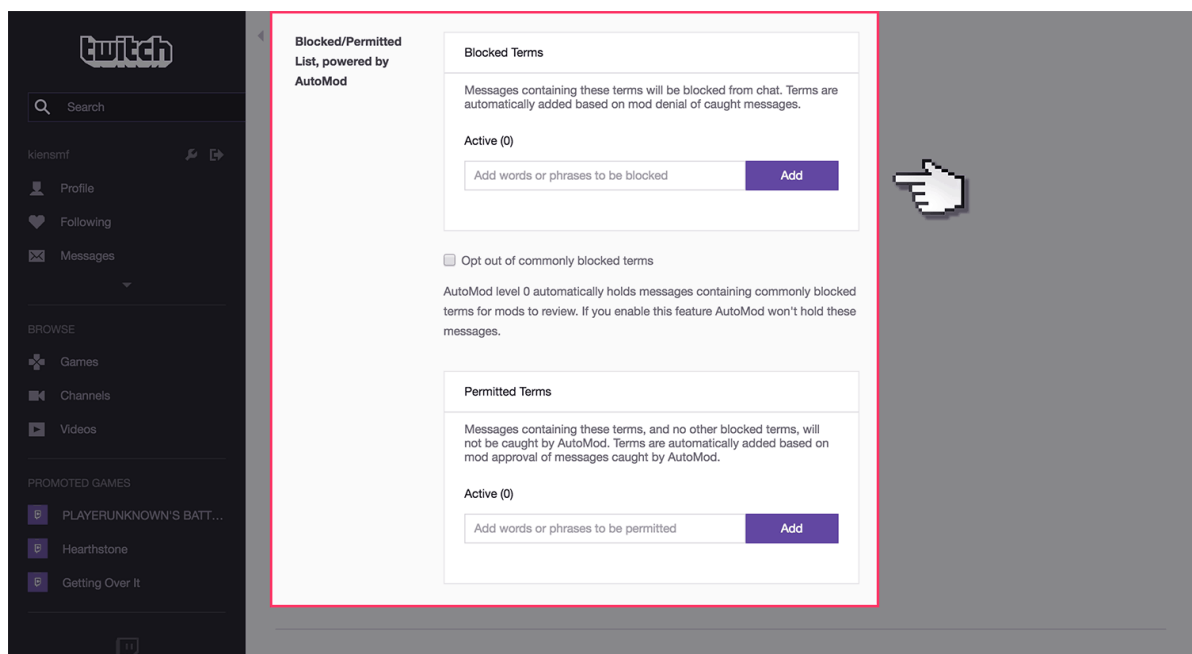 twitch
Search
kiensmf
Profile
Following
Messages
BROWSE
Games
Channels
Videos
PROMOTED GAMES
PLAYERUNKNOWN'S BATT...
Hearthstone
Getting Over It
Blocked/Permitted
List, powered by
AutoMod
Blocked Terms
Messages containing these terms will be blocked from chat. Terms are
automatically added based on mod denial of caught messages.
Active (0)
Add words or phrases to be blocked
Add
Opt out of commonly blocked terms
AutoMod level 0 automatically holds messages containing commonly blocked
terms for mods to review. If you enable this feature AutoMod won't hold these
messages.
Permitted Terms
Messages containing these terms, and no other blocked terms, will
not be caught by AutoMod. Terms are automatically added based on
mod approval of messages caught by AutoMod.
Active (0)
Add words or phrases to be permitted
Add